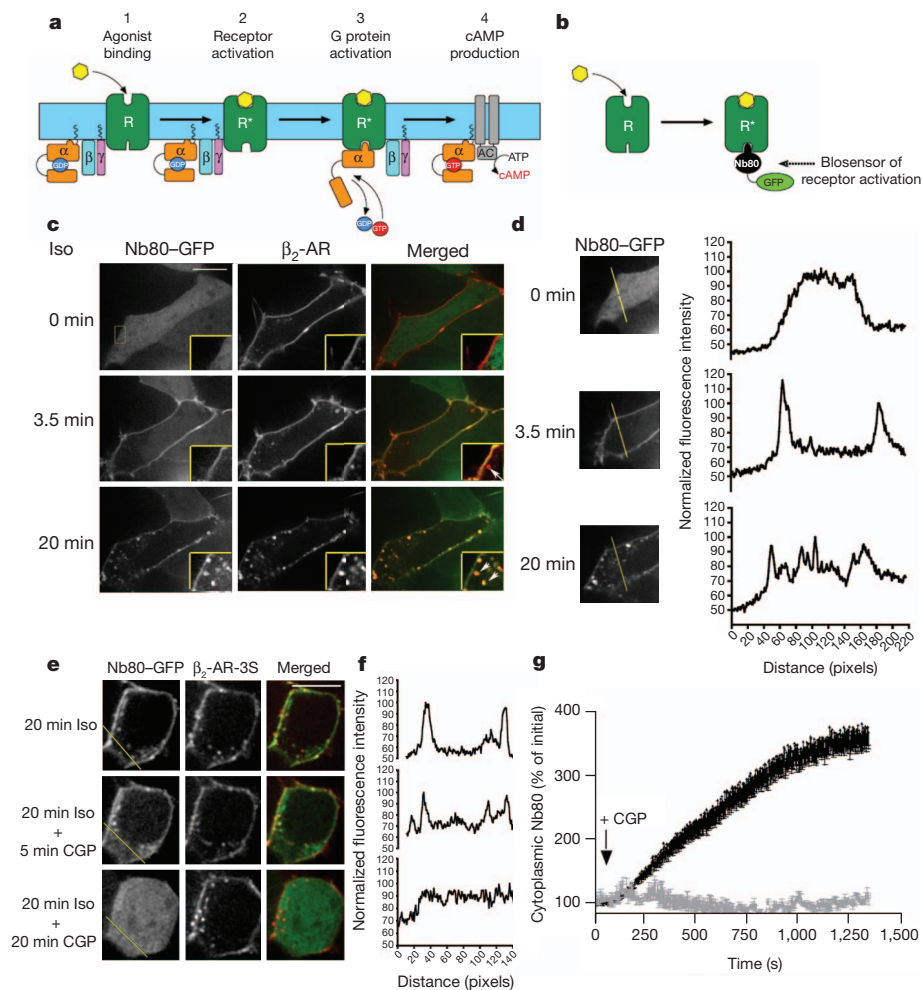 a
1
Agonist
binding
2
Receptor
activation
3
G protein
activation
4
cAMP
production
R
R*
R*
α
GDP
β
γ
α
GDP
β
γ
α
GDP
GTP
β
γ
α
GTP
AC
ATP
cAMP
b
R
R*
Nb80
GFP
Biosensor
of receptor activation
c
Iso
Nb80–GFP
β2-AR
Merged
0 min
3.5 min
20 min
d
Nb80–GFP
0 min
3.5 min
20 min
Normalized fluorescence intensity
120
110
100
90
80
70
60
50
120
110
100
90
80
70
60
50
120
110
100
90
80
70
60
50
0 20 40 60 80 100 120 140 160 180 200 220
Distance (pixels)
e
Nb80–GFP
β2-AR-3S
Merged
20 min Iso
20 min Iso
+
5 min CGP
20 min Iso
+
20 min CGP
f
Normalized fluorescence intensity
120
110
100
90
80
70
60
50
120
110
100
90
80
70
60
50
120
110
100
90
80
70
60
50
0 20 40 60 80 100 120 140
Distance (pixels)
g
Cytoplasmic Nb80 (% of initial)
400
300
200
100
+ CGP
0 250 500 750 1,000 1,250 1,500
Time (s)